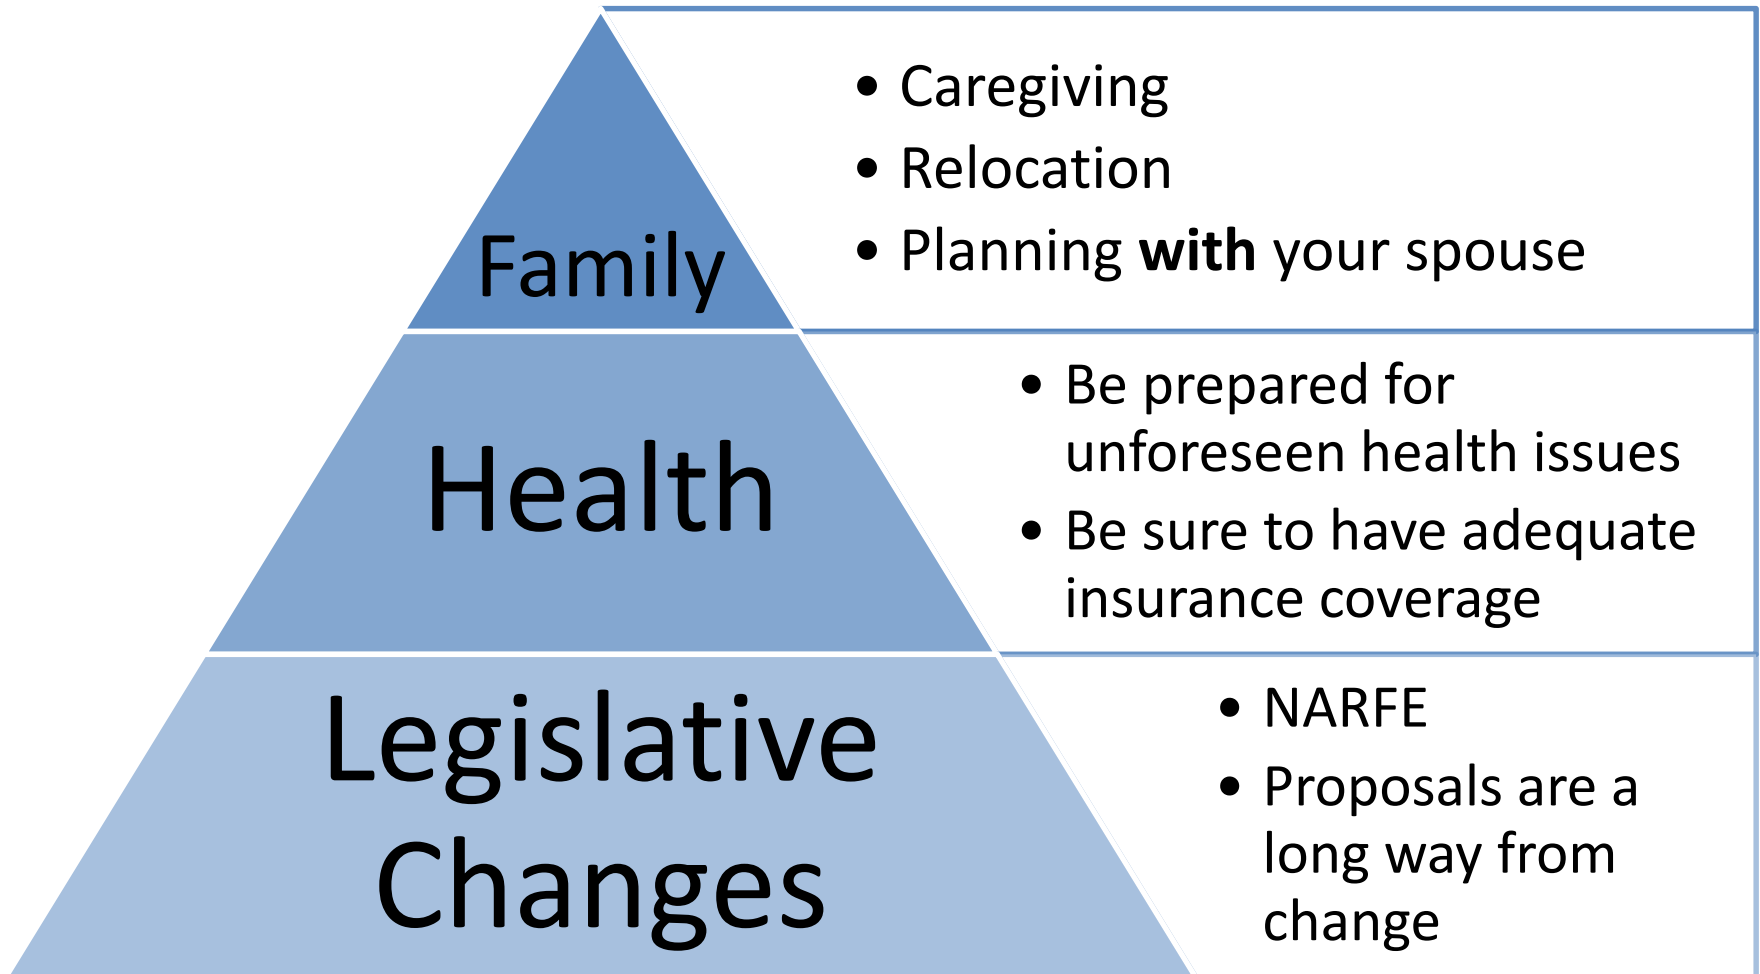 Family
• Caregiving
• Relocation
• Planning with your spouse
Health
• Be prepared for
unforeseen health issues
• Be sure to have adequate
insurance coverage
Legislative
Changes
• NARFE
• Proposals are a
long way from
change